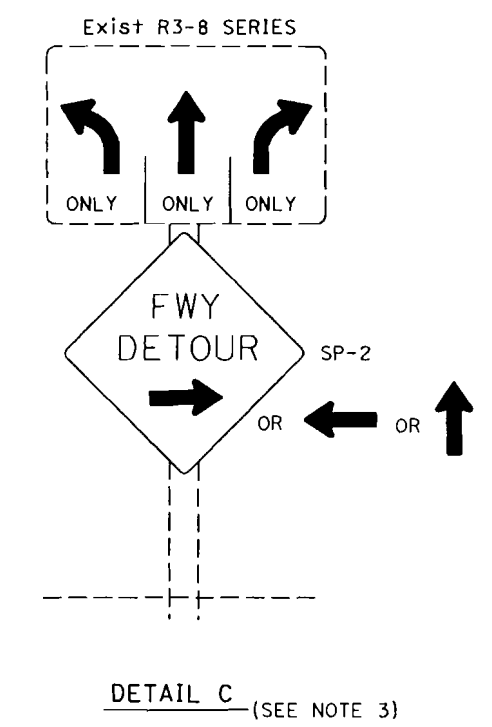 Exist R3-8 SERIES
ONLY ONLY ONLY
FWY
DETOUR
SP-2
OR OR
DETAIL C (SEE NOTE 3)